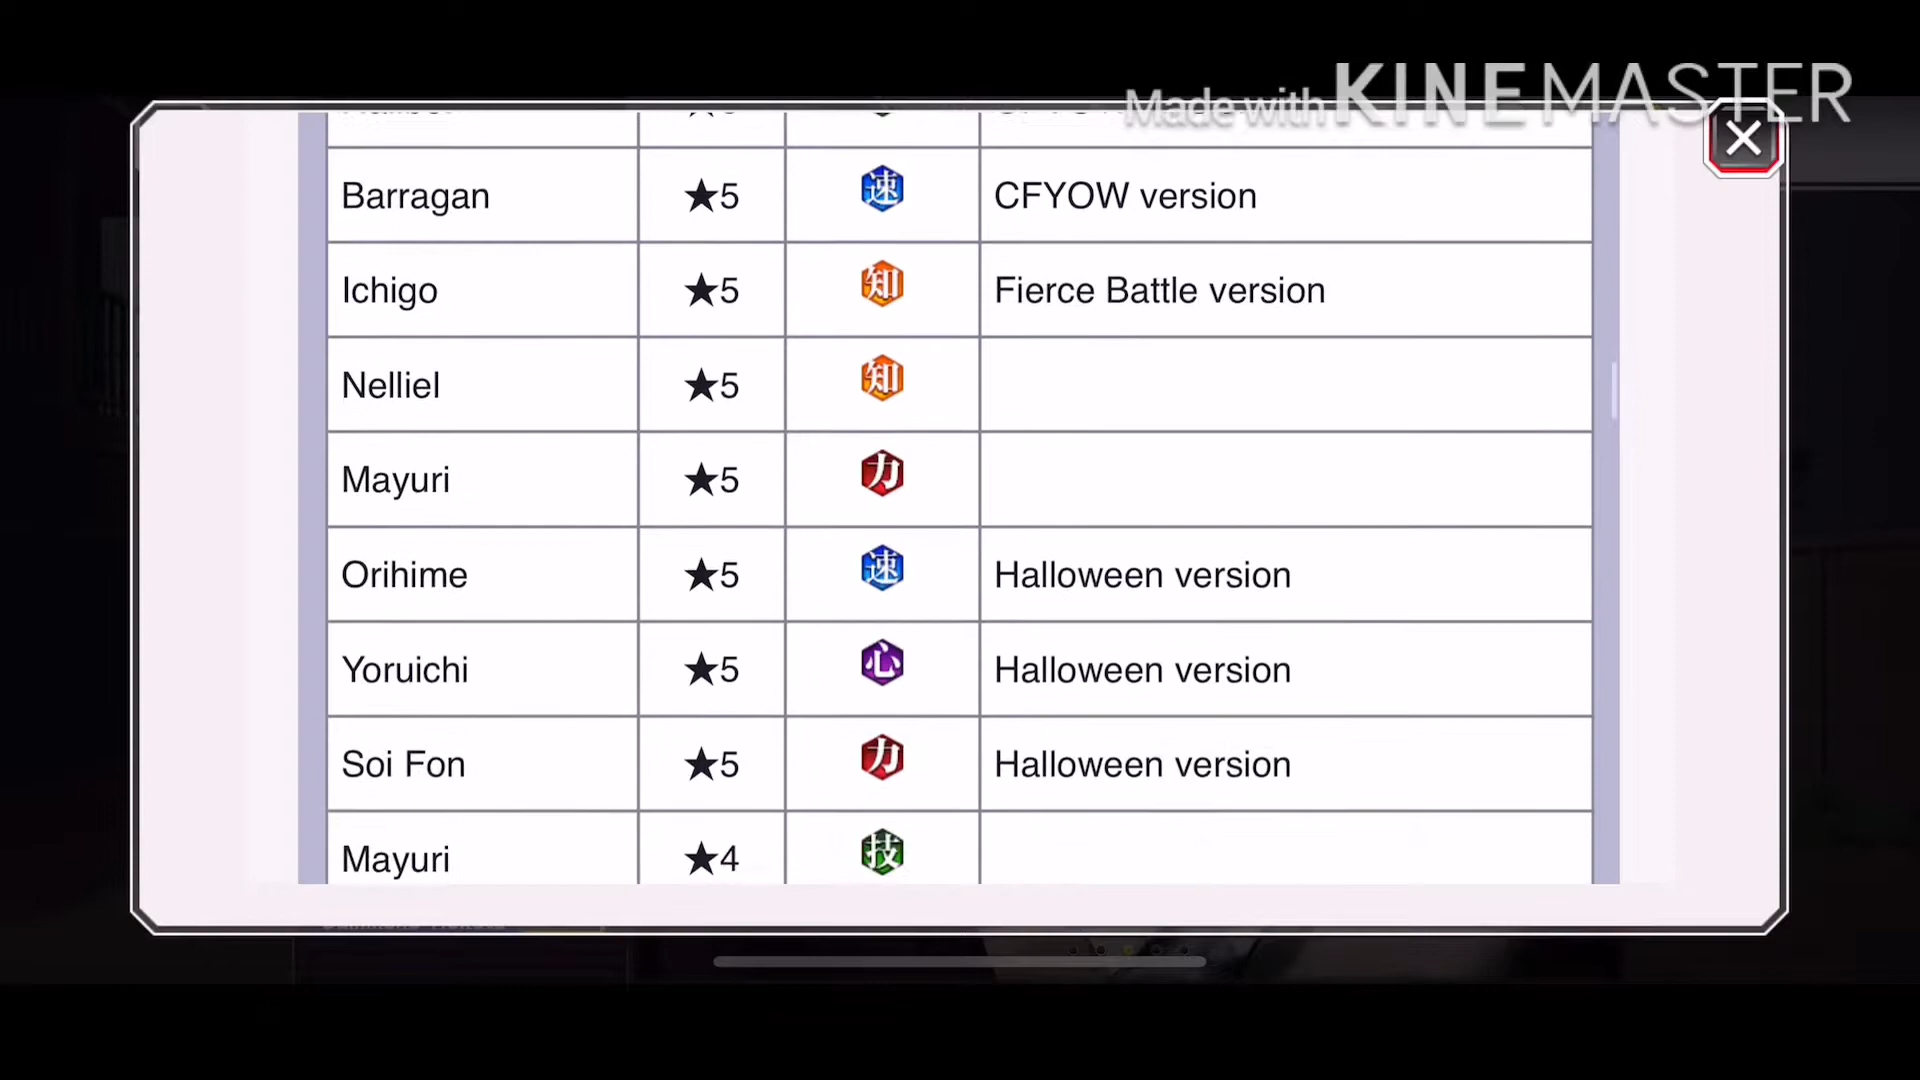 Made with KINEMASTER
Barragan ★5 速 CFYOW version
Ichigo ★5 知 Fierce Battle version
Nelliel ★5 知
Mayuri ★5 力
Orihime ★5 速 Halloween version
Yoruichi ★5 心 Halloween version
Soi Fon ★5 力 Halloween version
Mayuri ★4 技